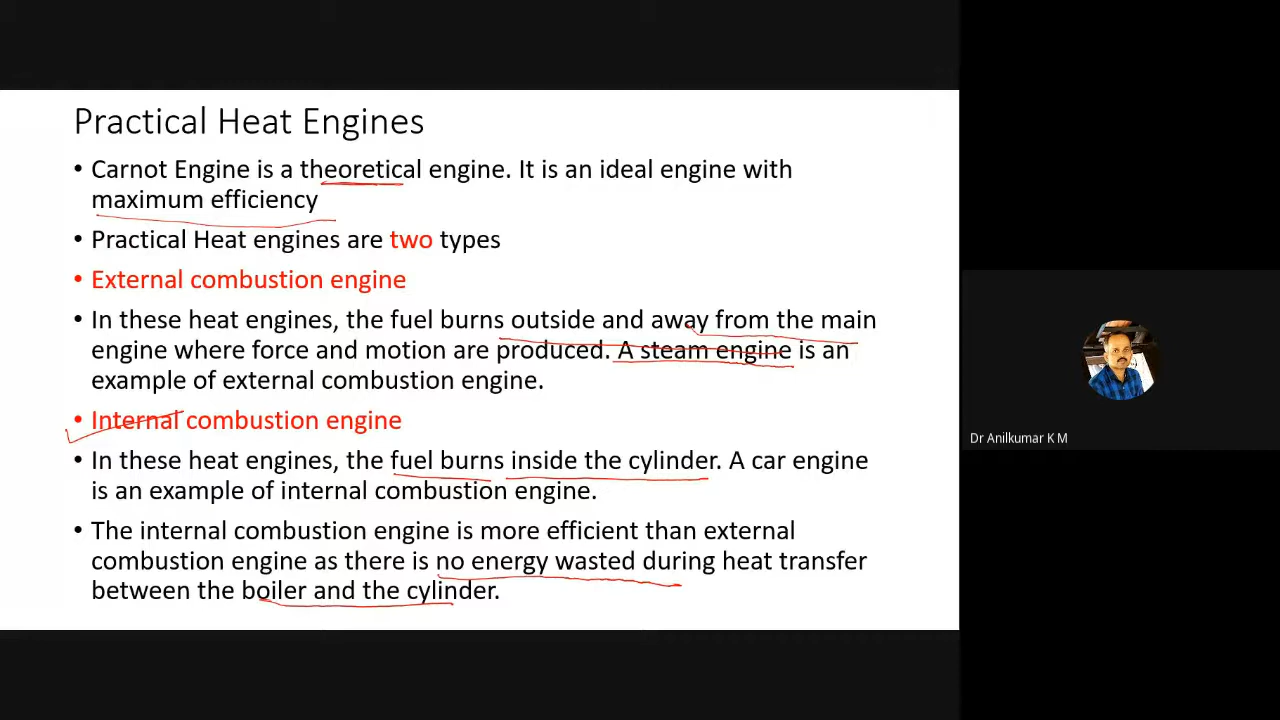 Practical Heat Engines
• Carnot Engine is a theoretical engine. It is an ideal engine with
maximum efficiency
• Practical Heat engines are two types
• External combustion engine
• In these heat engines, the fuel burns outside and away from the main
engine where force and motion are produced. A steam engine is an
example of external combustion engine.
• Internal combustion engine
• In these heat engines, the fuel burns inside the cylinder. A car engine
is an example of internal combustion engine.
• The internal combustion engine is more efficient than external
combustion engine as there is no energy wasted during heat transfer
between the boiler and the cylinder.
Dr Anilkumar K M